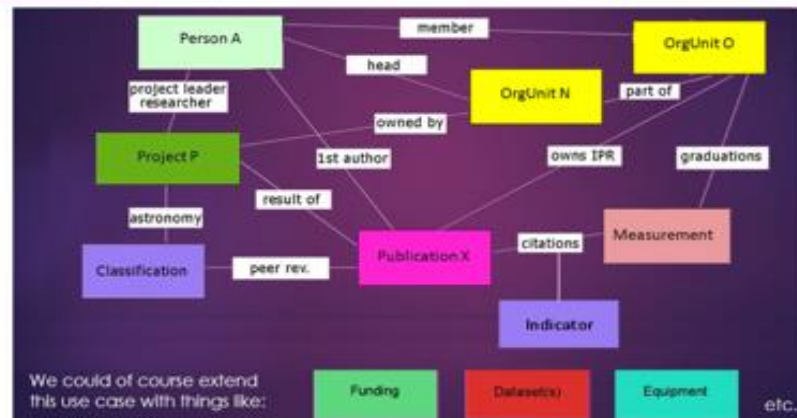 Person A
member
OrgUnit O
head
project leader
researcher
OrgUnit N
part of
owned by
Project P
1st author
owns IPR
graduations
result of
astronomy
citations
Measurement
Publication X
Classification
peer rev.
Indicator
We could of course extend
this use case with things like:
Funding
Dataset(s)
Equipment
etc.